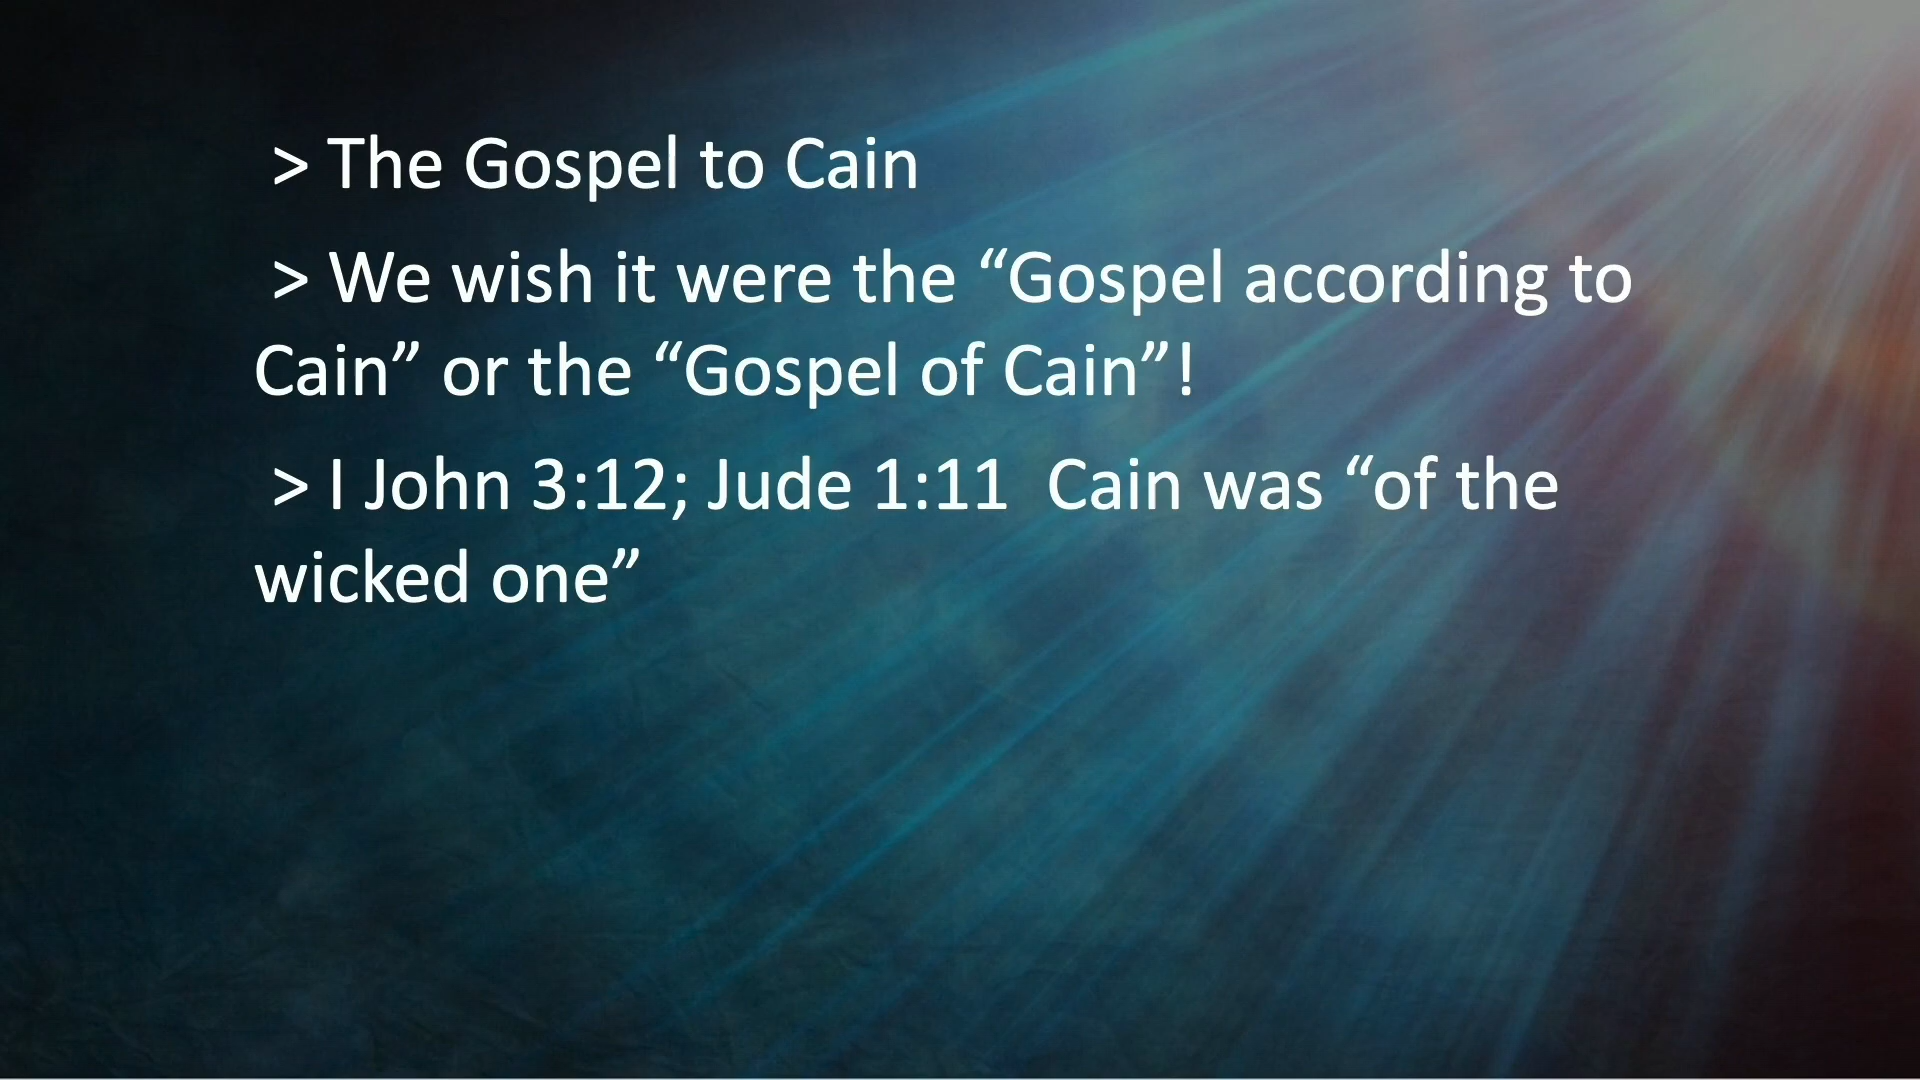 > The Gospel to Cain
> We wish it were the “Gospel according to
Cain” or the “Gospel of Cain”!
> I John 3:12; Jude 1:11  Cain was “of the
wicked one”